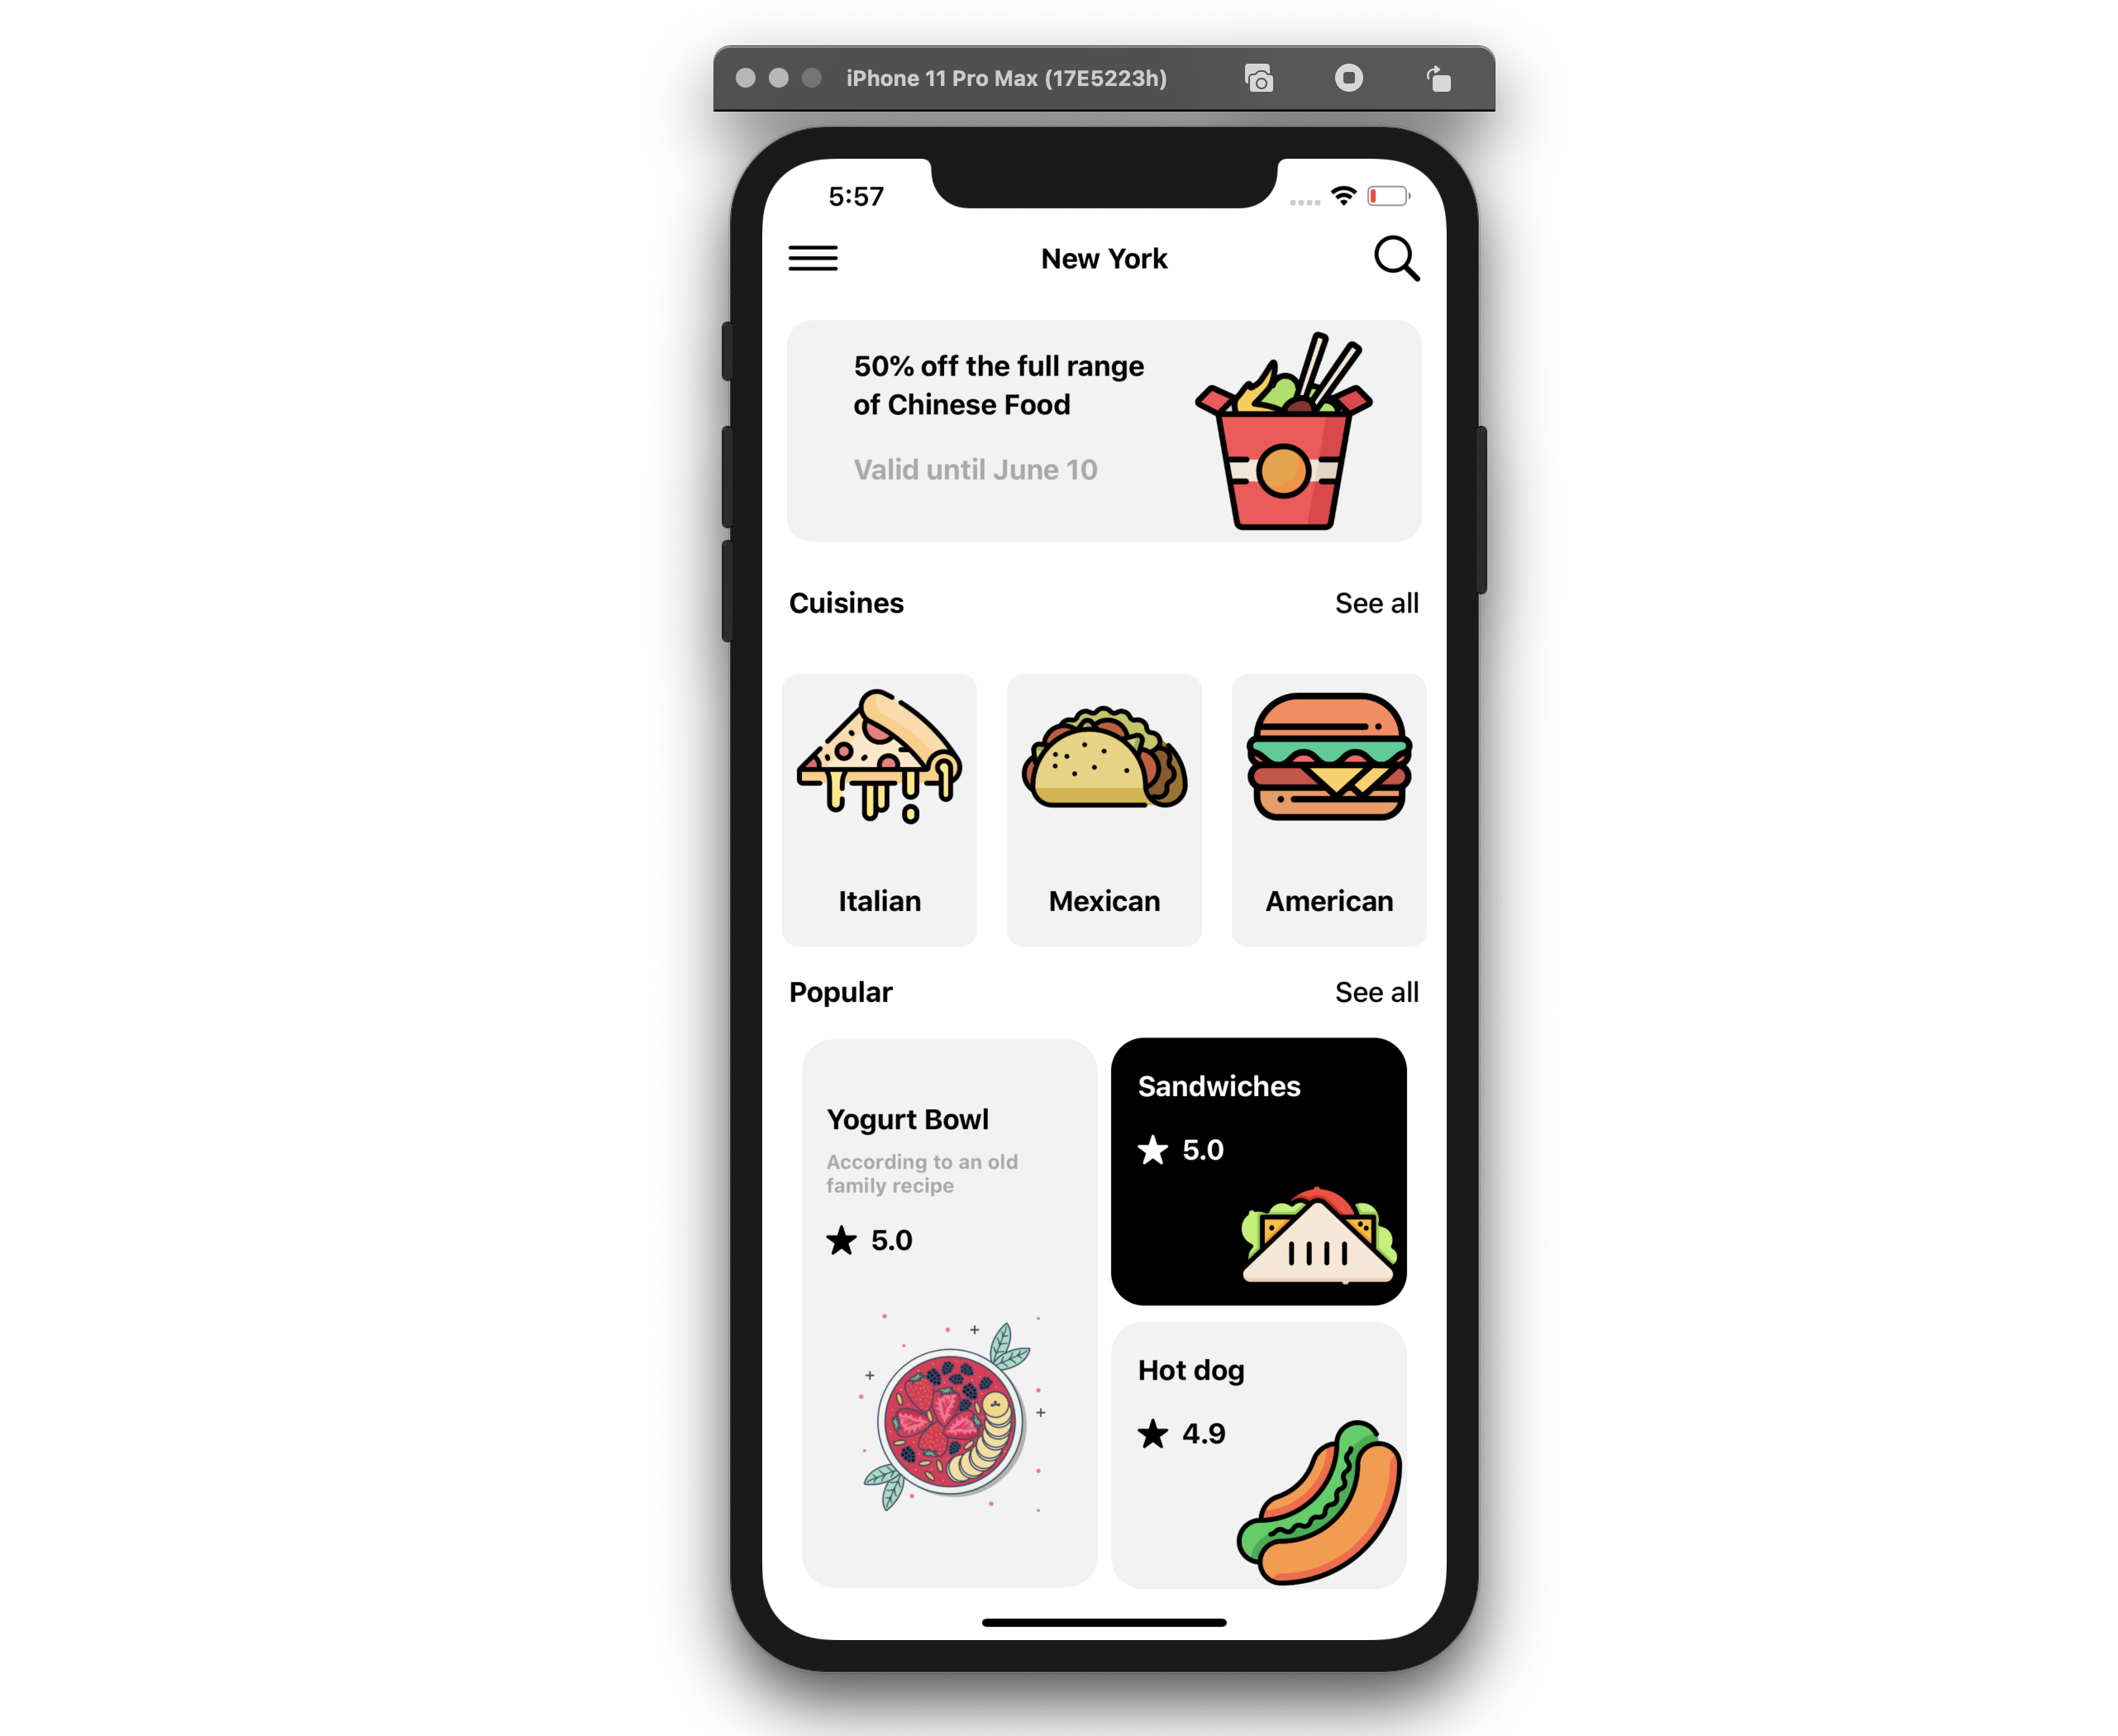 iPhone 11 Pro Max (17E5223h)
5:57
New York
50% off the full range
of Chinese Food
Valid until June 10
Cuisines
See all
Italian
Mexican
American
Popular
See all
Yogurt Bowl
According to an old
family recipe
5.0
Sandwiches
5.0
Hot dog
4.9